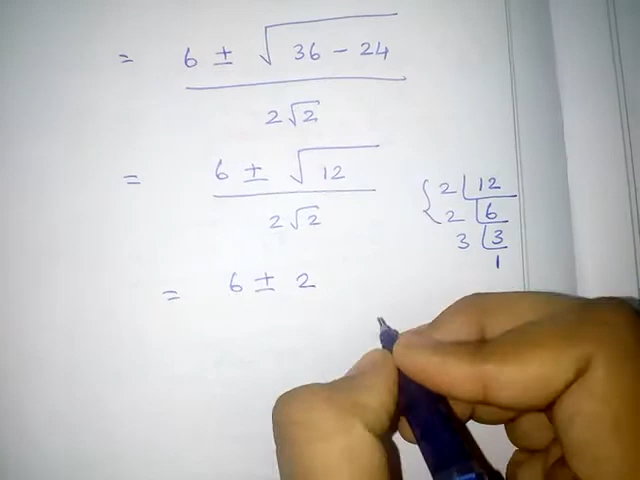 = 6 ± √36 - 24
2√2
= 6 ± √12
2√2
2 12
2 6
3 3
1
= 6 ± 2